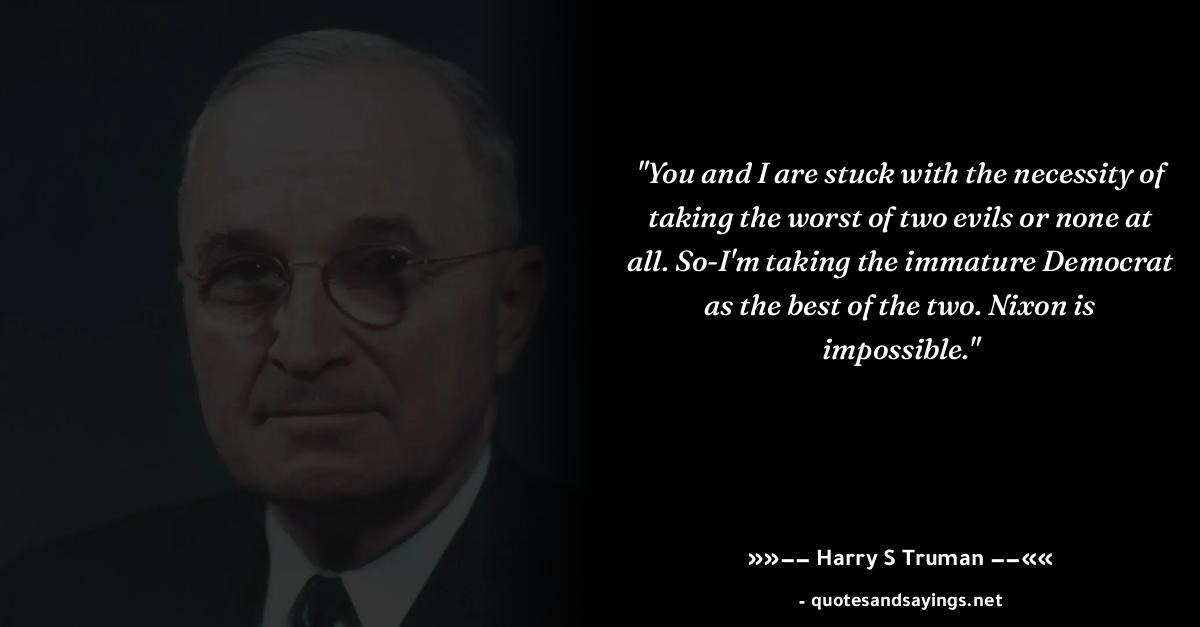 "You and I are stuck with the necessity of
taking the worst of two evils or none at
all. So-I'm taking the immature Democrat
as the best of the two. Nixon is
impossible."
»»–– Harry S Truman ––««
- quotesandsayings.net